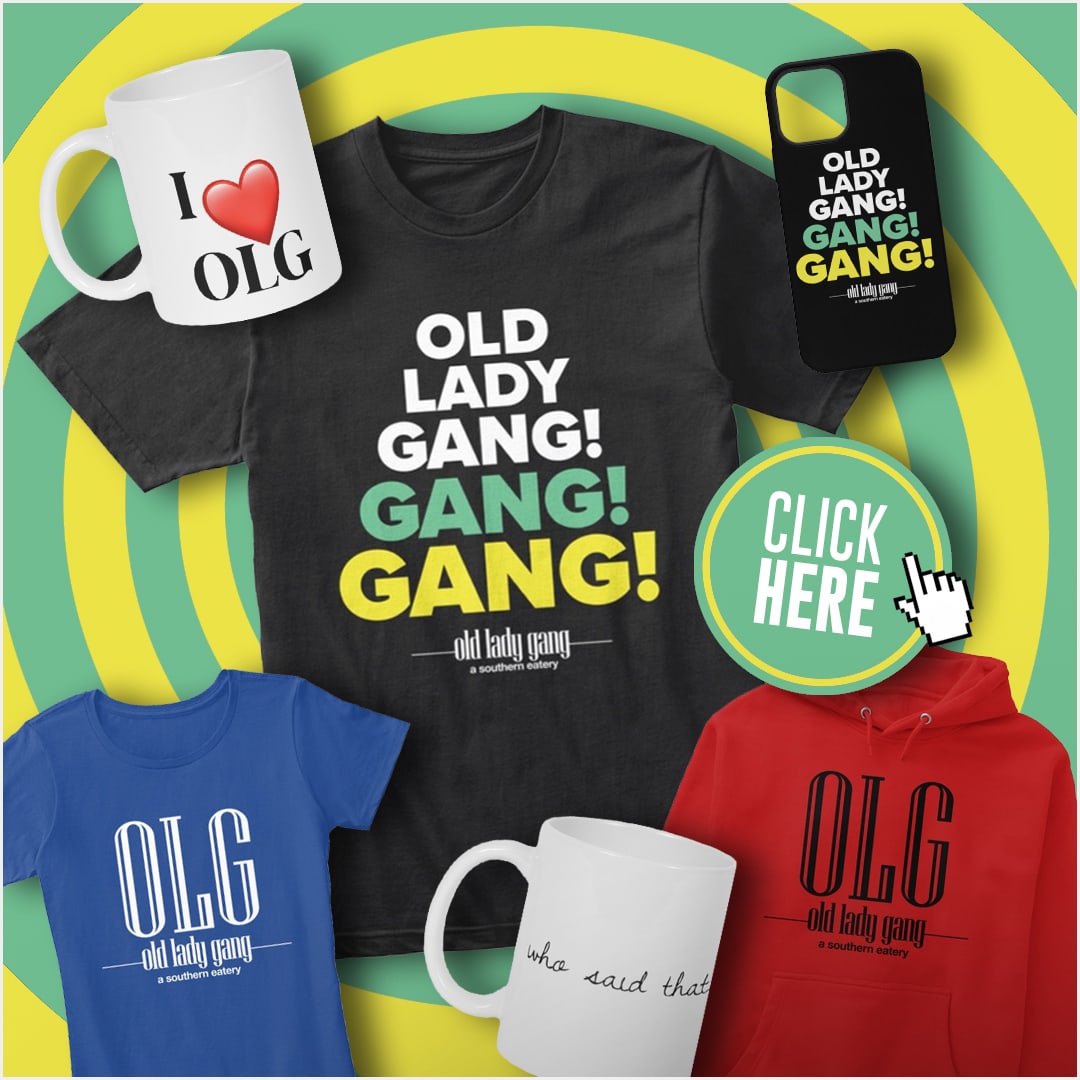 I ❤️
OLG
OLD
LADY
GANG!
GANG!
GANG!
old lady gang
a southern eatery
OLD
LADY
GANG!
GANG!
GANG!
old lady gang
a southern eatery
CLICK
HERE
OLG
old lady gang
a southern eatery
who said that
OLG
old lady gang
a southern eatery